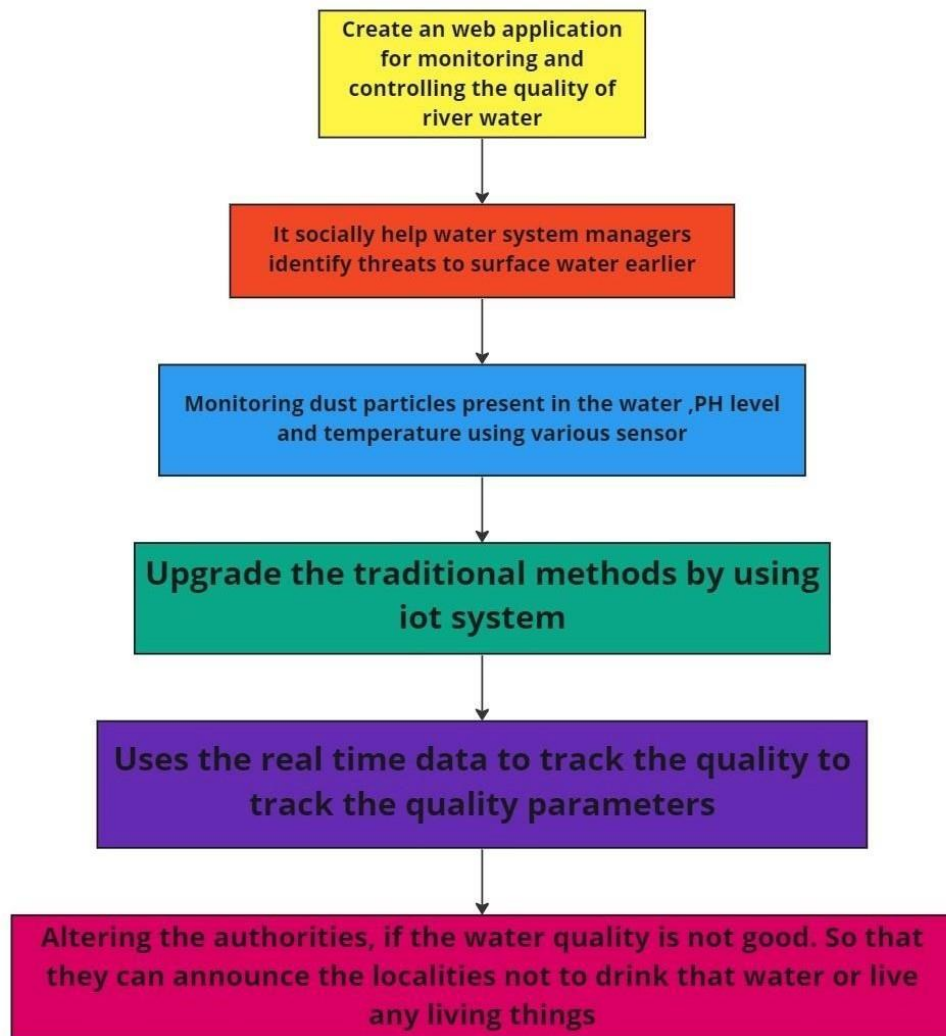 Create an web application
for monitoring and
controlling the quality of
river water
It socially help water system managers
identify threats to surface water earlier
Monitoring dust particles present in the water ,PH level
and temperature using various sensor
Upgrade the traditional methods by using
iot system
Uses the real time data to track the quality to
track the quality parameters
Altering the authorities, if the water quality is not good. So that
they can announce the localities not to drink that water or live
any living things